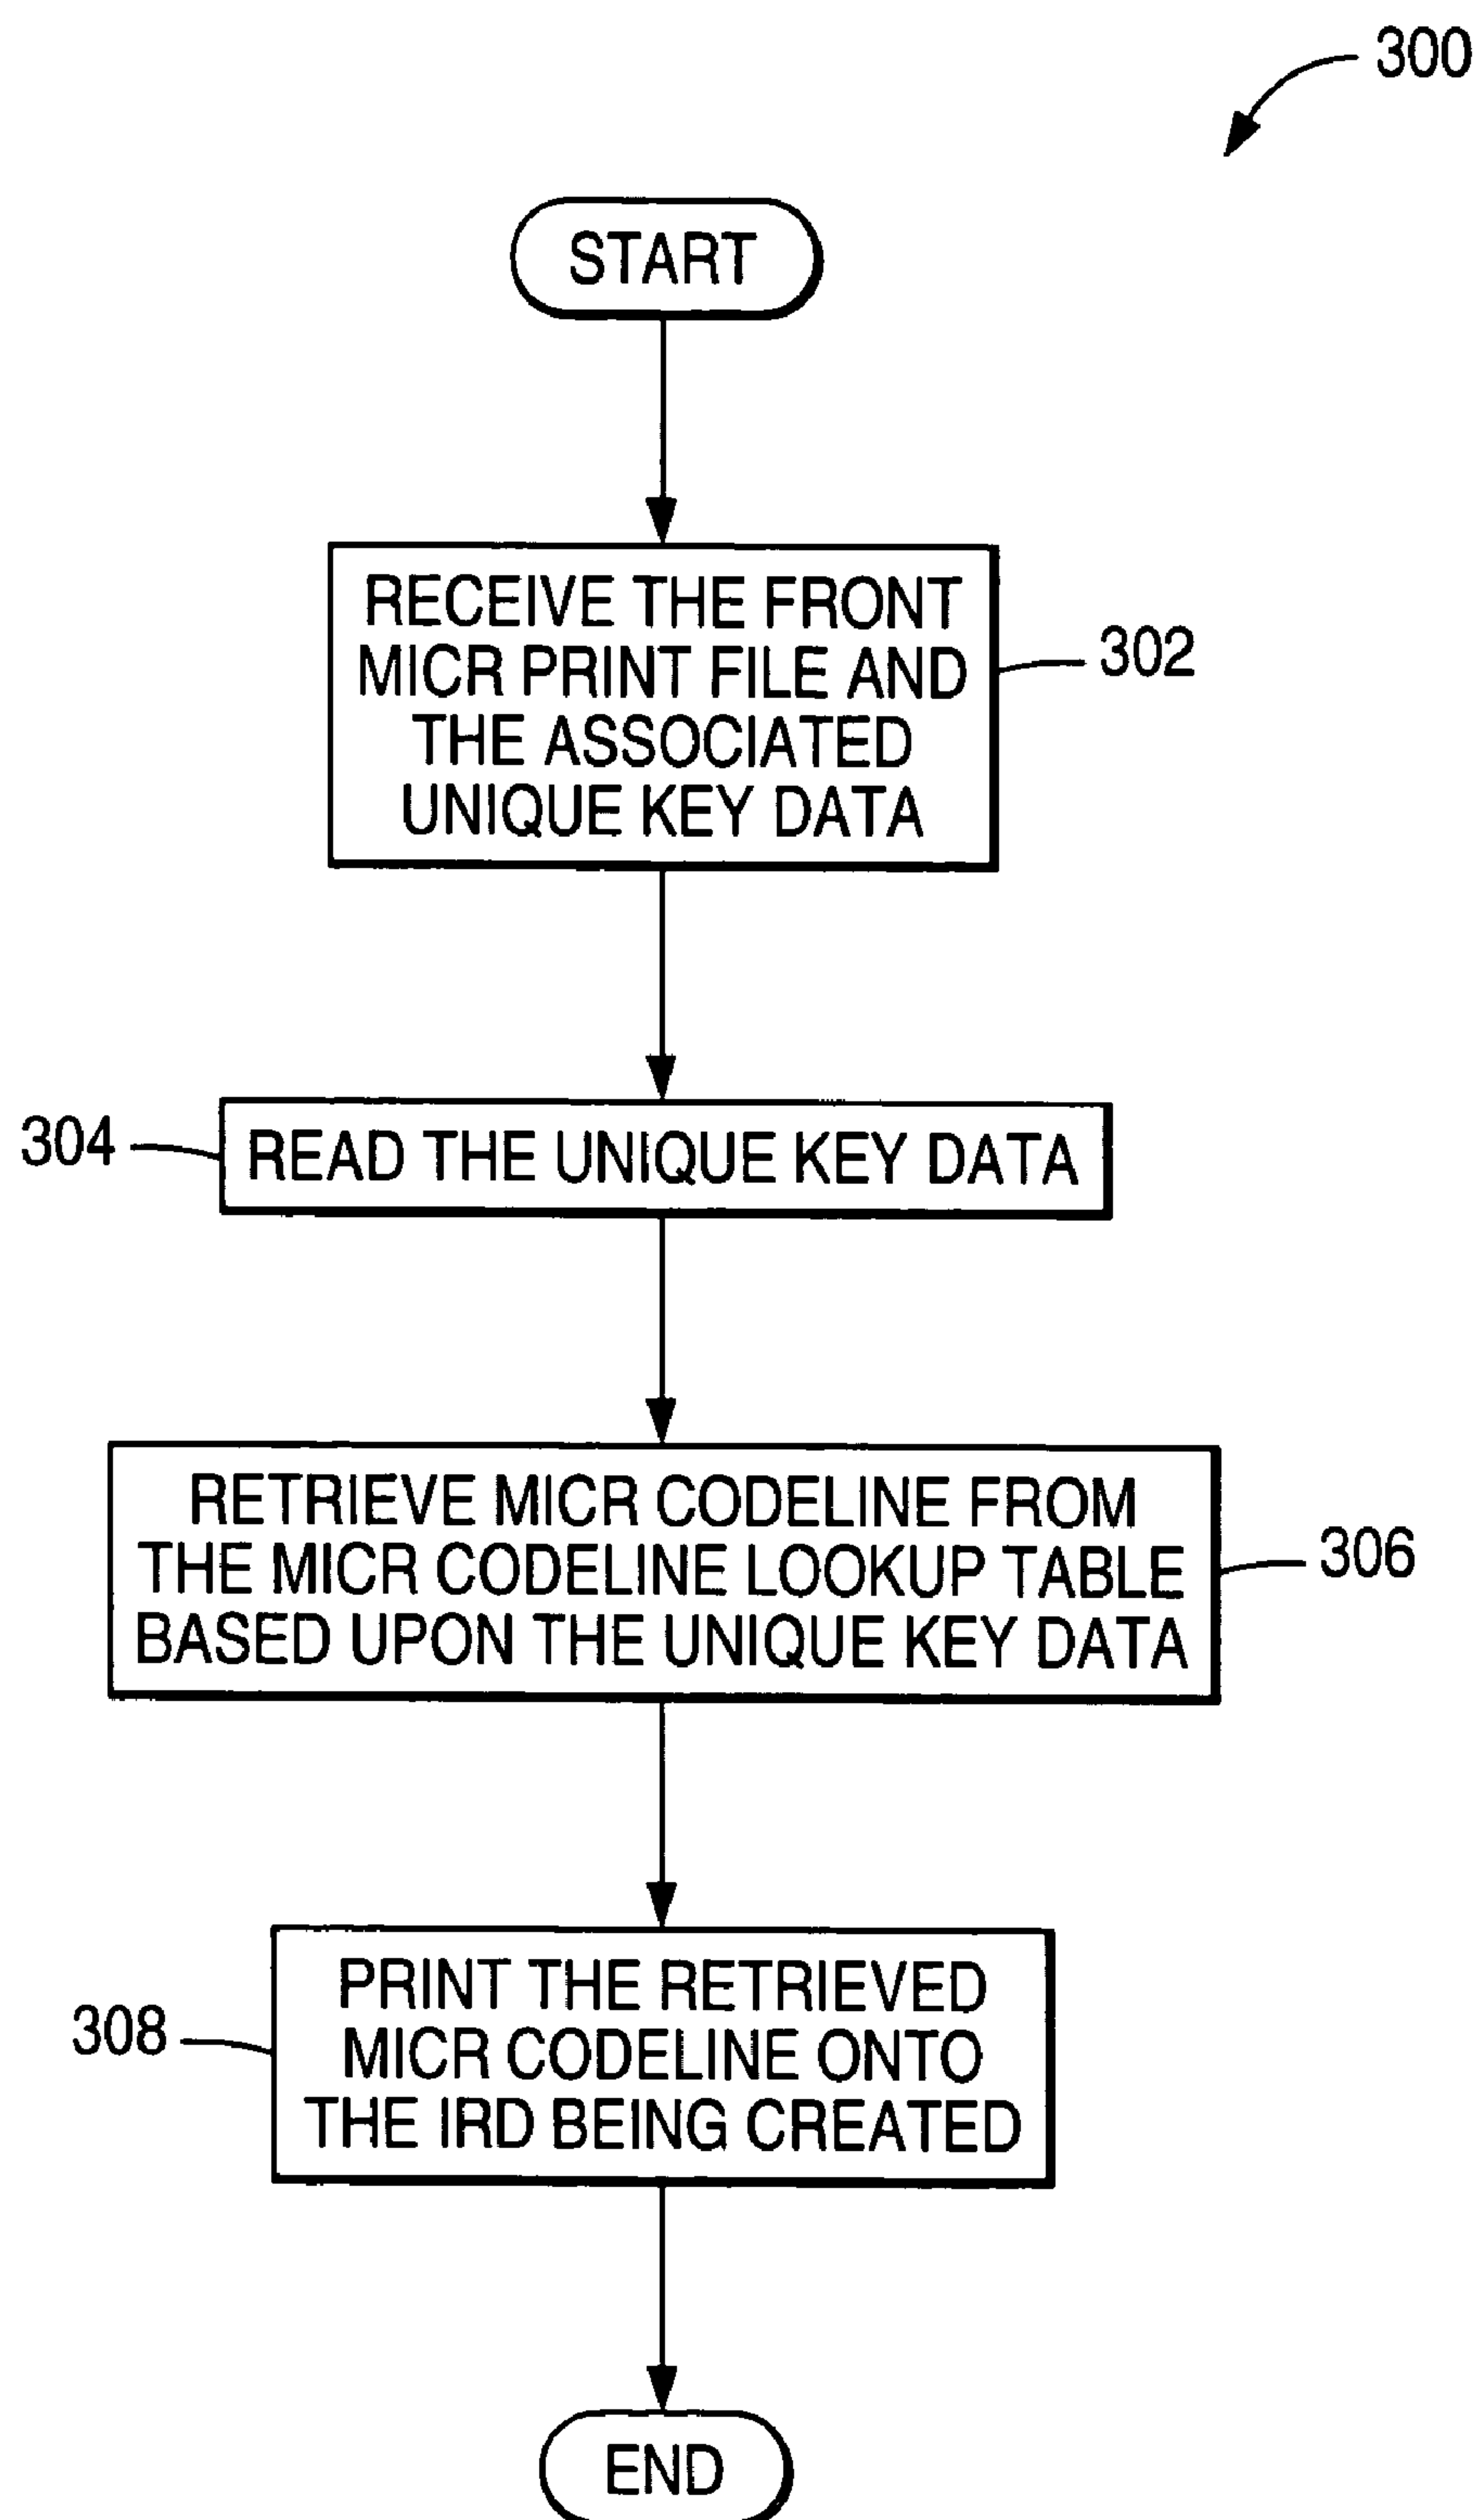 300
START
RECEIVE THE FRONT
MICR PRINT FILE AND
THE ASSOCIATED
UNIQUE KEY DATA
302
304
READ THE UNIQUE KEY DATA
RETRIEVE MICR CODELINE FROM
THE MICR CODELINE LOOKUP TABLE
BASED UPON THE UNIQUE KEY DATA
306
308
PRINT THE RETRIEVED
MICR CODELINE ONTO
THE IRD BEING CREATED
END